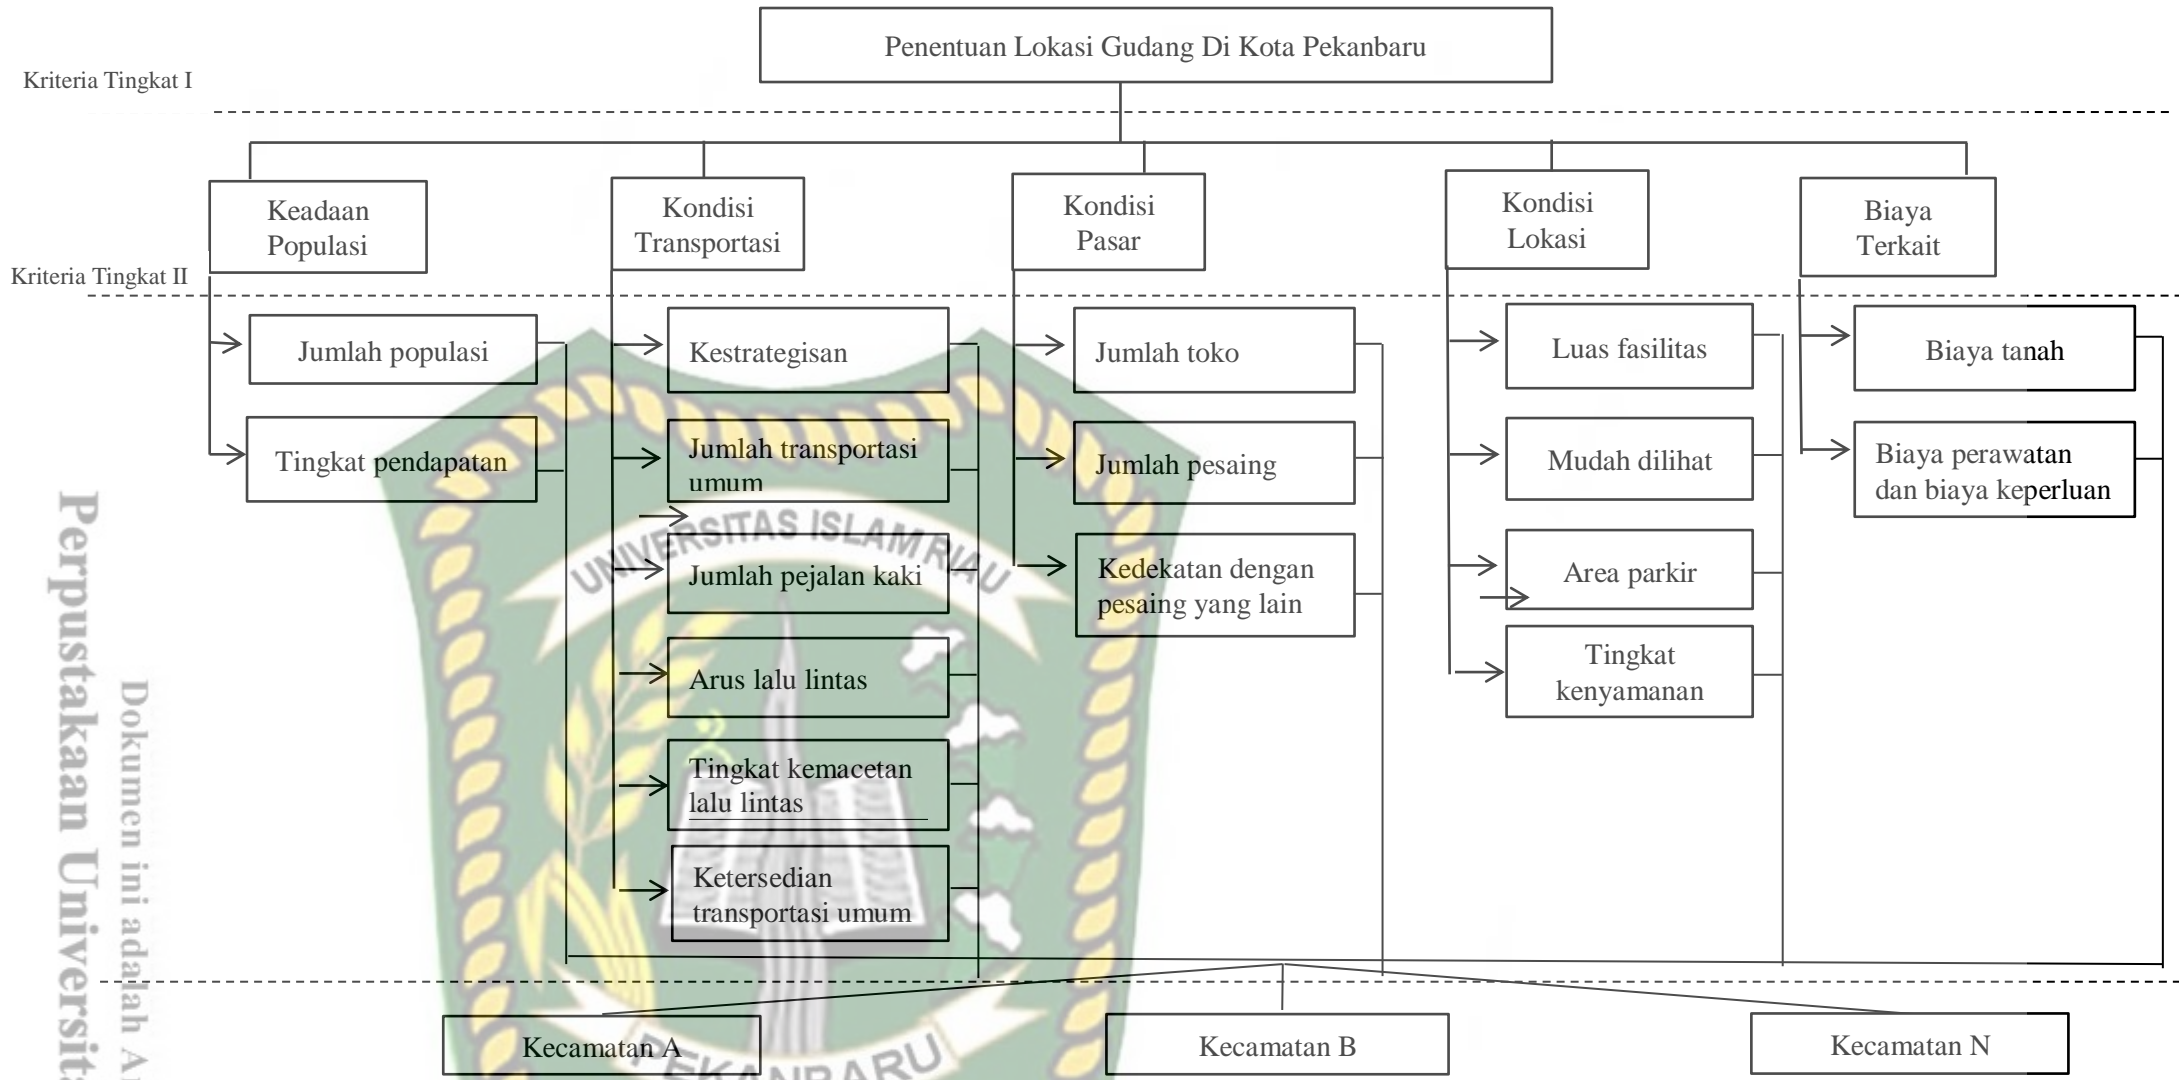 Penentuan Lokasi Gudang Di Kota Pekanbaru
Kriteria Tingkat I
Keadaan
Populasi
Kondisi
Transportasi
Kondisi
Pasar
Kondisi
Lokasi
Biaya
Terkait
Kriteria Tingkat II
Jumlah populasi
Tingkat pendapatan
Kestrategisan
Jumlah transportasi
umum
Jumlah pejalan kaki
Arus lalu lintas
Tingkat kemacetan
lalu lintas
Ketersedian
transportasi umum
Jumlah toko
Jumlah pesaing
Kedekatan dengan
pesaing yang lain
Luas fasilitas
Mudah dilihat
Area parkir
Tingkat
kenyamanan
Biaya tanah
Biaya perawatan
dan biaya keperluan
Kecamatan A
Kecamatan B
Kecamatan N
UNIVERSITAS ISLAM RIAU
PEKANBARU
Perpustakaan Universit
Dokumen ini adalah A